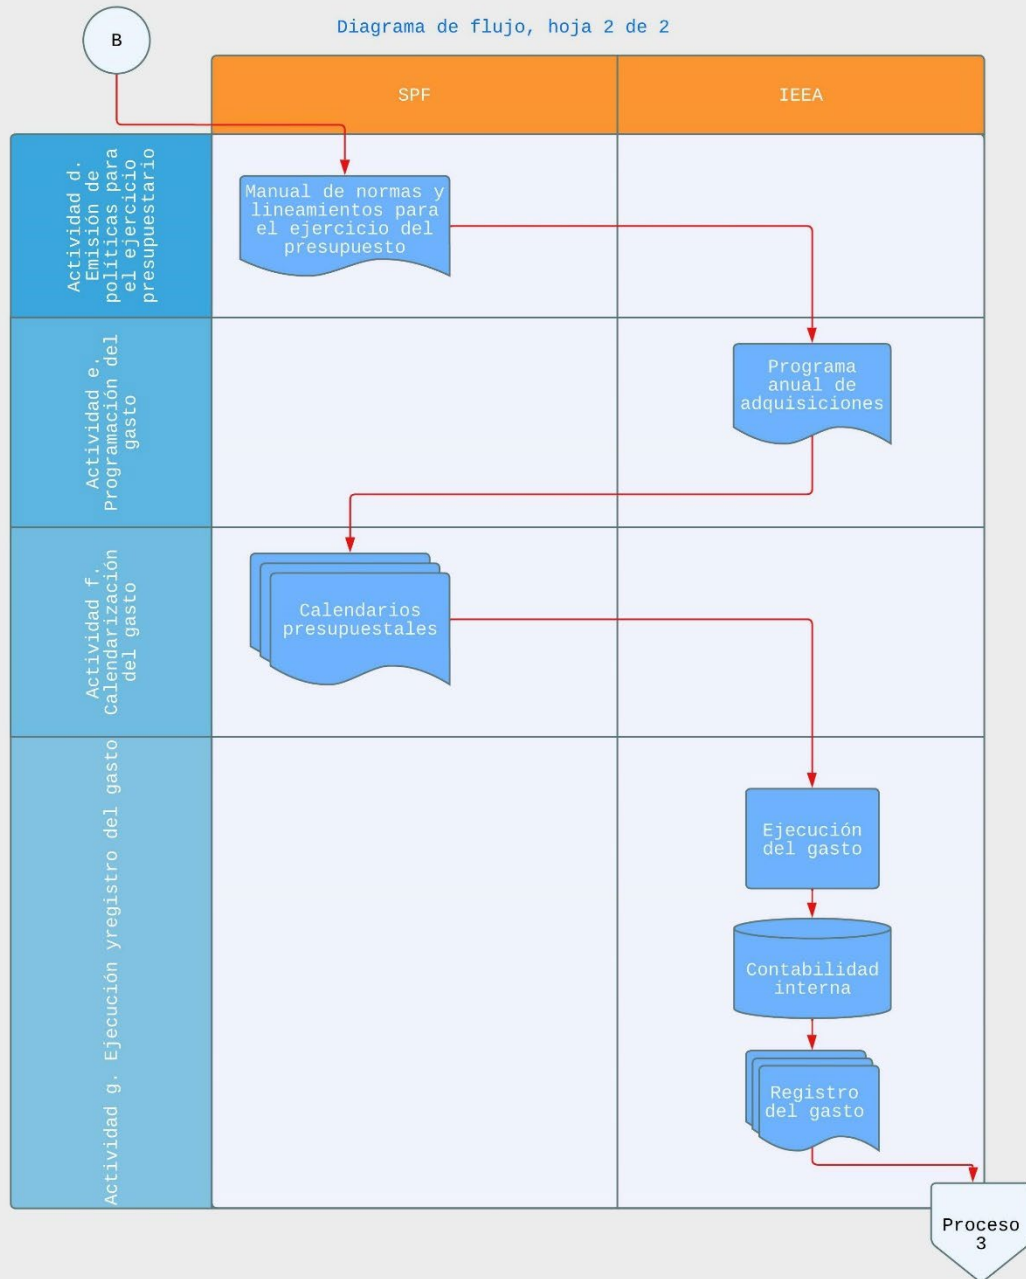 B
Diagrama de flujo, hoja 2 de 2
SPF
IEEA
Actividad d.
Emisión de
políticas para
el ejercicio
presupuestario
Manual de normas y
lineamientos para
el ejercicio del
presupuesto
Actividad e.
Programación del
gasto
Programa
anual de
adquisiciones
Actividad f.
Calendarización
del gasto
Calendarios
presupuestales
Actividad g. Ejecución yregistro del gasto
Ejecución
del gasto
Contabilidad
interna
Registro
del gasto
Proceso
3